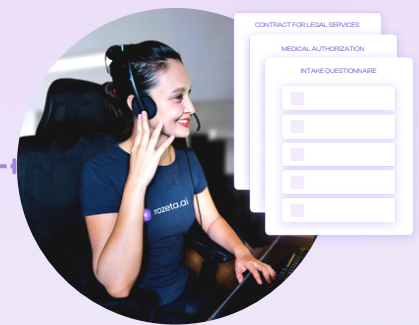 CONTRACT FOR LEGAL SERVICES
MEDICAL AUTHORIZATION
INTAKE QUESTIONNAIRE
rozeta.ai